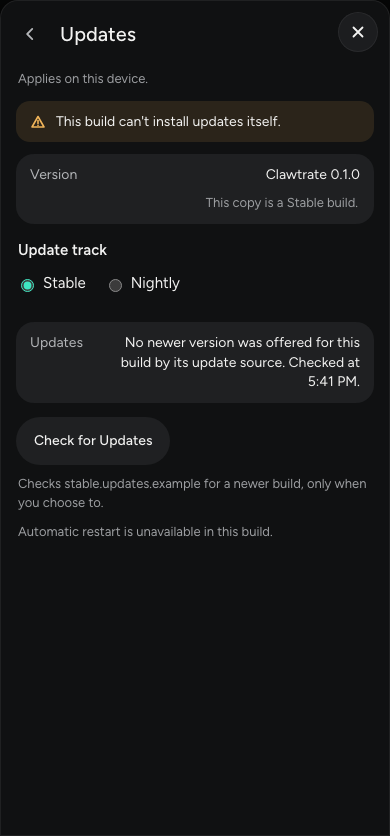 Updates
Applies on this device.
This build can't install updates itself.
Version
Clawtrate 0.1.0
This copy is a Stable build.
Update track
Stable
Nightly
Updates
No newer version was offered for this
build by its update source. Checked at
5:41 PM.
Check for Updates
Checks stable.updates.example for a newer build, only when
you choose to.
Automatic restart is unavailable in this build.